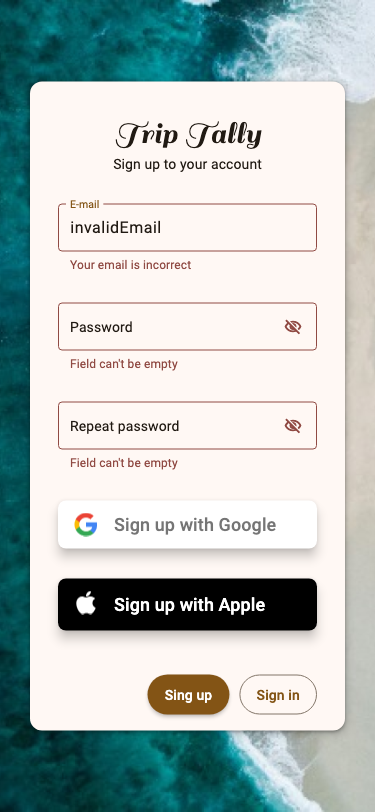 Trip Tally
Sign up to your account
E-mail
invalidEmail
Your email is incorrect
Password
Field can't be empty
Repeat password
Field can't be empty
Sign up with Google
Sign up with Apple
Sing up
Sign in